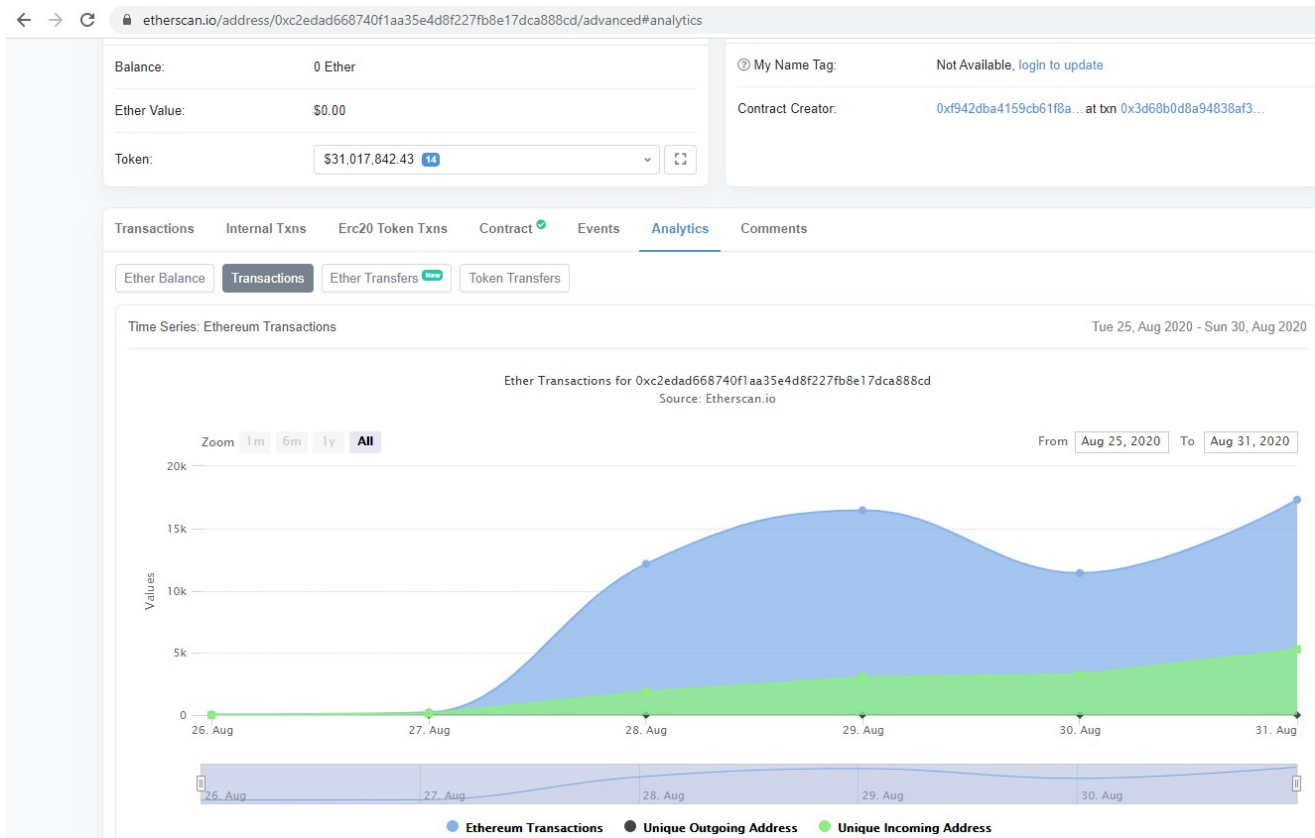 etherscan.io/address/0xc2edad668740f1aa35e4d8f227fb8e17dca888cd/advanced#analytics
Balance: 0 Ether
Ether Value: $0.00
Token: $31,017,842.43 14
My Name Tag: Not Available, login to update
Contract Creator: 0xf942dba4159cb61f8a... at txn 0x3d68b0d8a94838af3...
Transactions Internal Txns Erc20 Token Txns Contract Events Analytics Comments
Ether Balance Transactions Ether Transfers New Token Transfers
Time Series: Ethereum Transactions Tue 25, Aug 2020 - Sun 30, Aug 2020
Ether Transactions for 0xc2edad668740f1aa35e4d8f227fb8e17dca888cd
Source: Etherscan.io
Zoom 1m 6m 1y All From Aug 25, 2020 To Aug 31, 2020
20k
15k
10k
5k
0
Values
26. Aug 27. Aug 28. Aug 29. Aug 30. Aug 31. Aug
26. Aug 27. Aug 28. Aug 29. Aug 30. Aug
Ethereum Transactions Unique Outgoing Address Unique Incoming Address